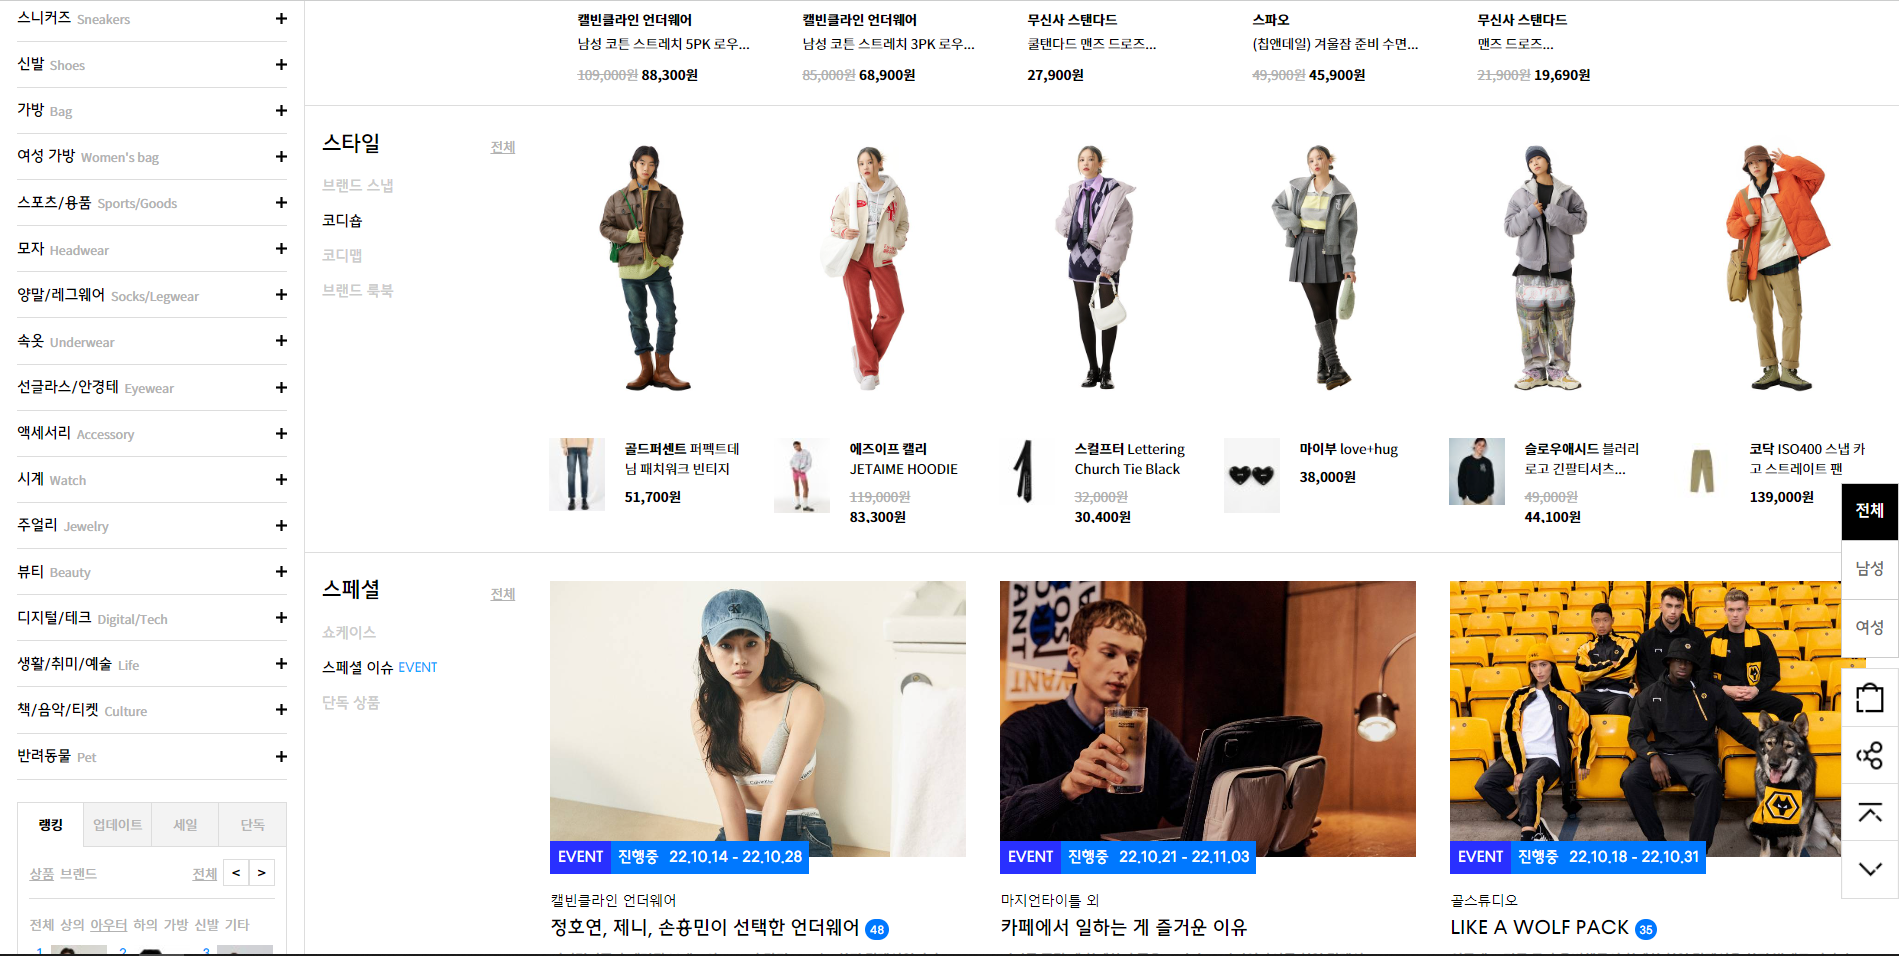 스니커즈 Sneakers
신발 Shoes
가방 Bag
여성 가방 Women's bag
스포츠/용품 Sports/Goods
모자 Headwear
양말/레그웨어 Socks/Legwear
속옷 Underwear
선글라스/안경테 Eyewear
액세서리 Accessory
시계 Watch
주얼리 Jewelry
뷰티 Beauty
디지털/테크 Digital/Tech
생활/취미/예술 Life
책/음악/티켓 Culture
반려동물 Pet
랭킹 업데이트 세일 단독
상품 브랜드 전체 < >
전체 상의 아우터 하의 가방 신발 기타
1 2 3
캘빈클라인 언더웨어
남성 코튼 스트레치 5PK 로우...
109,000원 88,300원
캘빈클라인 언더웨어
남성 코튼 스트레치 3PK 로우...
85,000원 68,900원
무신사 스탠다드
쿨탠다드 맨즈 드로즈...
27,900원
스파오
(칩앤데일) 겨울잠 준비 수면...
49,900원 45,900원
무신사 스탠다드
맨즈 드로즈...
21,900원 19,690원
스타일 전체
브랜드 스냅
코디숍
코디맵
브랜드 룩북
골드퍼센트 퍼펙트데
님 패치워크 빈티지
51,700원
에즈이프 캘리
JETAIME HOODIE
119,000원
83,300원
스컬프터 Lettering
Church Tie Black
32,000원
30,400원
마이부 love+hug
38,000원
슬로우애시드 블러리
로고 긴팔티셔츠...
49,000원
44,100원
코닥 ISO400 스냅 카
고 스트레이트 팬
139,000원
스페셜 전체
쇼케이스
스페셜 이슈 EVENT
단독 상품
EVENT 진행중 22.10.14 - 22.10.28
캘빈클라인 언더웨어
정호연, 제니, 손흥민이 선택한 언더웨어 48
EVENT 진행중 22.10.21 - 22.11.03
마지언타이틀 외
카페에서 일하는 게 즐거운 이유
EVENT 진행중 22.10.18 - 22.10.31
골스튜디오
LIKE A WOLF PACK 35
전체
남성
여성